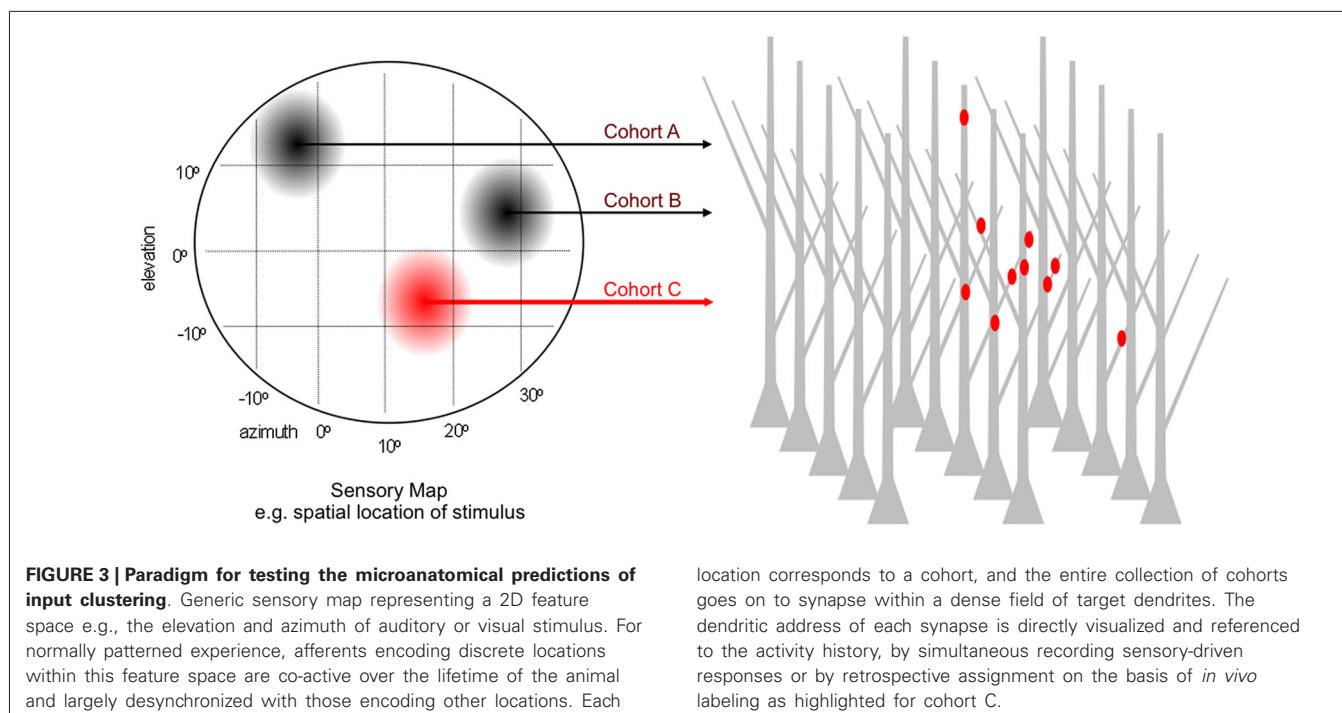 Cohort A
10º
Cohort B
elevation
0º
Cohort C
-10º
-10º
30º
azimuth
0º
20º
10º
Sensory Map
e.g. spatial location of stimulus
FIGURE 3 | Paradigm for testing the microanatomical predictions of
input clustering. Generic sensory map representing a 2D feature
space e.g., the elevation and azimuth of auditory or visual stimulus. For
normally patterned experience, afferents encoding discrete locations
within this feature space are co-active over the lifetime of the animal
and largely desynchronized with those encoding other locations. Each
location corresponds to a cohort, and the entire collection of cohorts
goes on to synapse within a dense field of target dendrites. The
dendritic address of each synapse is directly visualized and referenced
to the activity history, by simultaneous recording sensory-driven
responses or by retrospective assignment on the basis of in vivo
labeling as highlighted for cohort C.